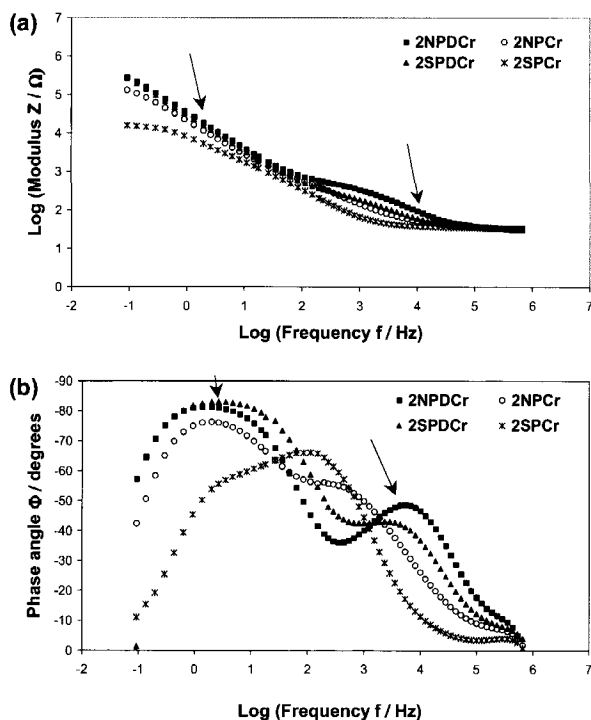 (a)
Log (Modulus Z / Ω)
7
6
5
4
3
2
1
0
2NPDCr 2NPCr
2SPDCr 2SPCr
-2 -1 0 1 2 3 4 5 6 7
Log (Frequency f / Hz)
(b)
Phase angle Φ / degrees
-90
-80
-70
-60
-50
-40
-30
-20
-10
0
2NPDCr 2NPCr
2SPDCr 2SPCr
-2 -1 0 1 2 3 4 5 6 7
Log (Frequency f / Hz)